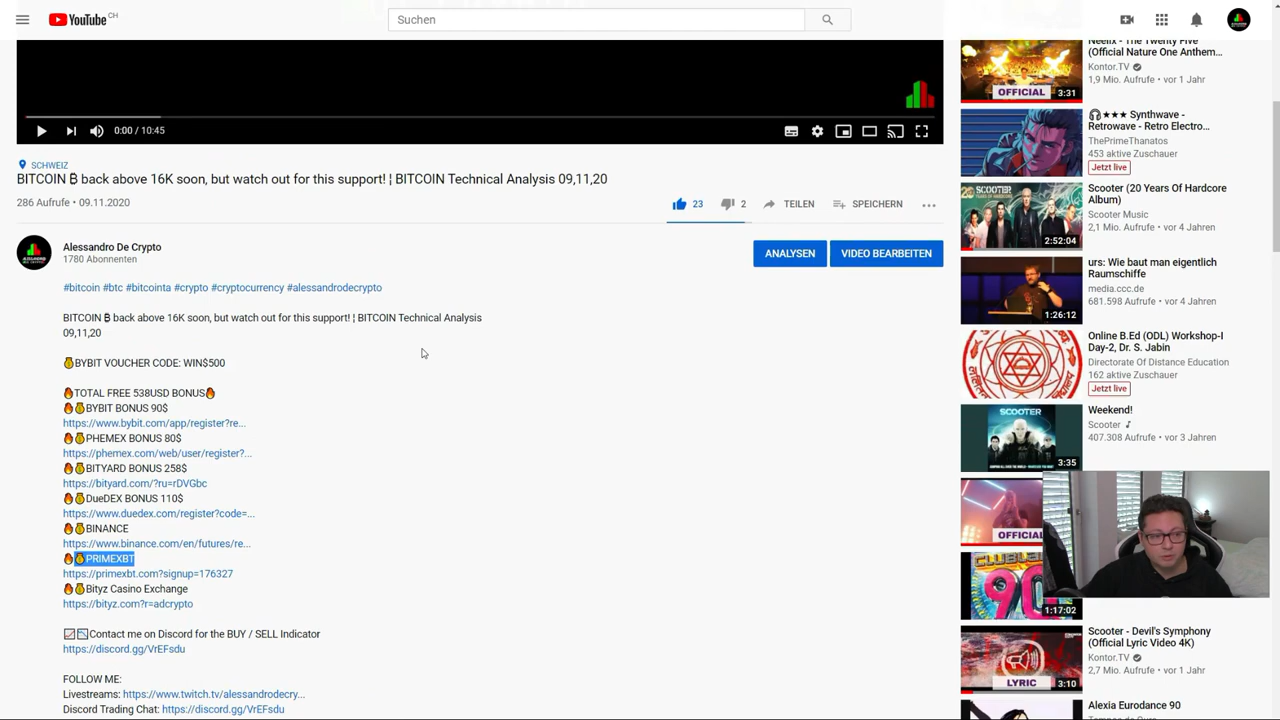 YouTube CH
Suchen
0:00 / 10:45
SCHWEIZ
BITCOIN ₿ back above 16K soon, but watch out for this support! ¦ BITCOIN Technical Analysis 09,11,20
286 Aufrufe • 09.11.2020
23
2
TEILEN
SPEICHERN
Alessandro De Crypto
1780 Abonnenten
ANALYSEN
VIDEO BEARBEITEN
#bitcoin #btc #bitcointa #crypto #cryptocurrency #alessandrodecrypto
BITCOIN ₿ back above 16K soon, but watch out for this support! ¦ BITCOIN Technical Analysis
09,11,20
💰BYBIT VOUCHER CODE: WIN$500
🔥TOTAL FREE 538USD BONUS🔥
🔥💰BYBIT BONUS 90$
https://www.bybit.com/app/register?re...
🔥💰PHEMEX BONUS 80$
https://phemex.com/web/user/register?...
🔥💰BITYARD BONUS 258$
https://bityard.com/?ru=rDVGbc
🔥💰DueDEX BONUS 110$
https://www.duedex.com/register?code=...
🔥💰BINANCE
https://www.binance.com/en/futures/re...
🔥💰PRIMEXBT
https://primexbt.com?signup=176327
🔥💰Bityz Casino Exchange
https://bityz.com?r=adcrypto
📈📉Contact me on Discord for the BUY / SELL Indicator
https://discord.gg/VrEFsdu
FOLLOW ME:
Livestreams: https://www.twitch.tv/alessandrodecry...
Discord Trading Chat: https://discord.gg/VrEFsdu
Neelix - The Twenty Five
(Official Nature One Anthem...
Kontor.TV
1,9 Mio. Aufrufe • vor 1 Jahr
OFFICIAL
3:31
🎧★★★ Synthwave -
Retrowave - Retro Electro...
ThePrimeThanatos
453 aktive Zuschauer
Jetzt live
Scooter (20 Years Of Hardcore
Album)
Scooter Music
2,1 Mio. Aufrufe • vor 4 Jahren
SCOOTER
2:52:04
urs: Wie baut man eigentlich
Raumschiffe
media.ccc.de
681.598 Aufrufe • vor 4 Jahren
1:26:12
Online B.Ed (ODL) Workshop-I
Day-2, Dr. S. Jabin
Directorate Of Distance Education
162 aktive Zuschauer
Jetzt live
Weekend!
Scooter ♪
407.308 Aufrufe • vor 3 Jahren
SCOOTER
3:35
OFFICIAL
90
1:17:02
Scooter - Devil's Symphony
(Official Lyric Video 4K)
Kontor.TV
2,7 Mio. Aufrufe • vor 1 Jahr
LYRIC
3:10
Alexia Eurodance 90